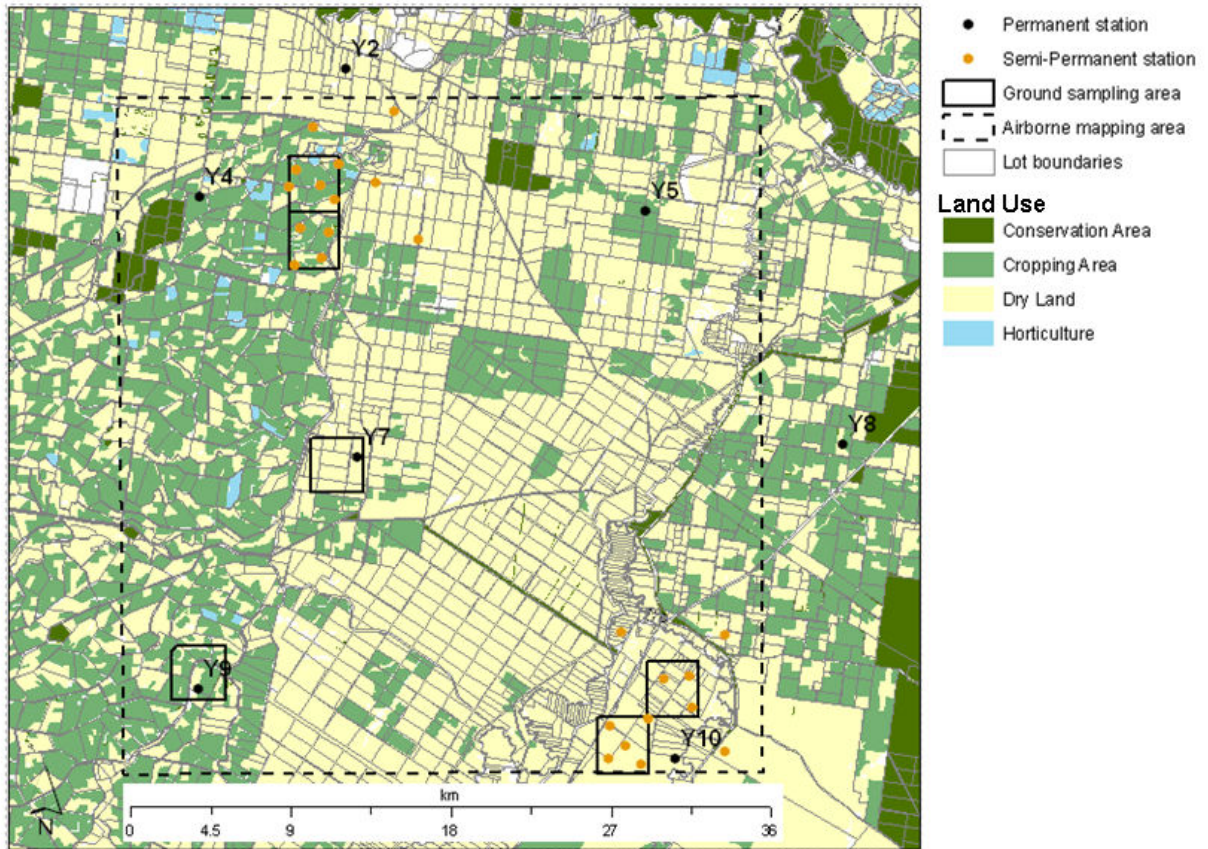 Y2
Y4
Y5
Y8
Y7
Y9
Y10
N
km
0 4.5 9 18 27 36
Permanent station
Semi-Permanent station
Ground sampling area
Airborne mapping area
Lot boundaries
Land Use
Conservation Area
Cropping Area
Dry Land
Horticulture